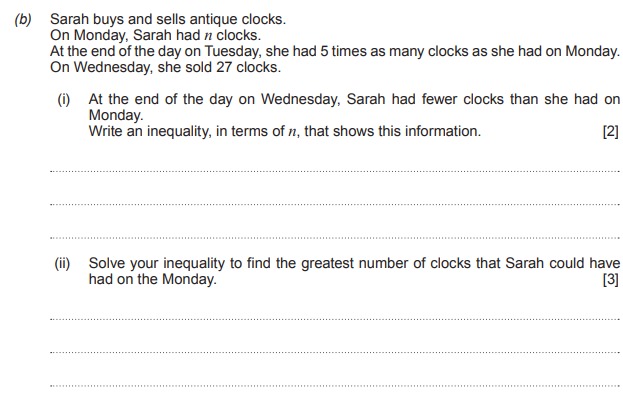 (b) Sarah buys and sells antique clocks.
On Monday, Sarah had n clocks.
At the end of the day on Tuesday, she had 5 times as many clocks as she had on Monday.
On Wednesday, she sold 27 clocks.
(i) At the end of the day on Wednesday, Sarah had fewer clocks than she had on
Monday.
Write an inequality, in terms of n, that shows this information. [2]
(ii) Solve your inequality to find the greatest number of clocks that Sarah could have
had on the Monday. [3]